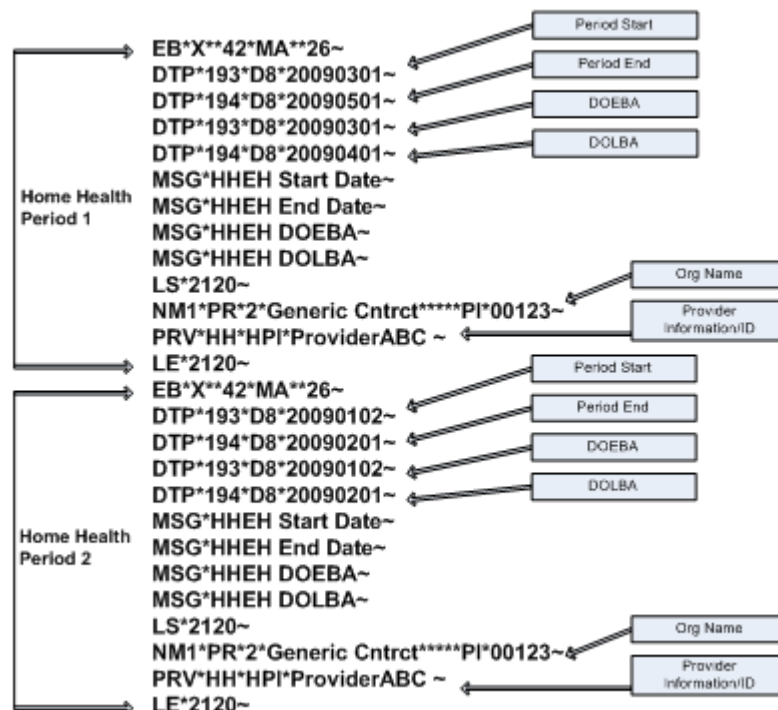 Period Start
EB*X**42*MA**26~
DTP*193*D8*20090301~
Period End
DTP*194*D8*20090501~
DOEBA
DTP*193*D8*20090301~
DOLBA
DTP*194*D8*20090401~
MSG*HHEH Start Date~
Home Health
Period 1
MSG*HHEH End Date~
MSG*HHEH DOEBA~
MSG*HHEH DOLBA~
LS*2120~
Org Name
NM1*PR*2*Generic Cntrct*****PI*00123~
Provider
Information/ID
PRV*HH*HPI*ProviderABC ~
LE*2120~
Period Start
EB*X**42*MA**26~
DTP*193*D8*20090102~
Period End
DTP*194*D8*20090201~
DOEBA
DTP*193*D8*20090102~
DOLBA
DTP*194*D8*20090201~
MSG*HHEH Start Date~
Home Health
Period 2
MSG*HHEH End Date~
MSG*HHEH DOEBA~
MSG*HHEH DOLBA~
LS*2120~
Org Name
NM1*PR*2*Generic Cntrct*****PI*00123~
Provider
Information/ID
PRV*HH*HPI*ProviderABC ~
LE*2120~